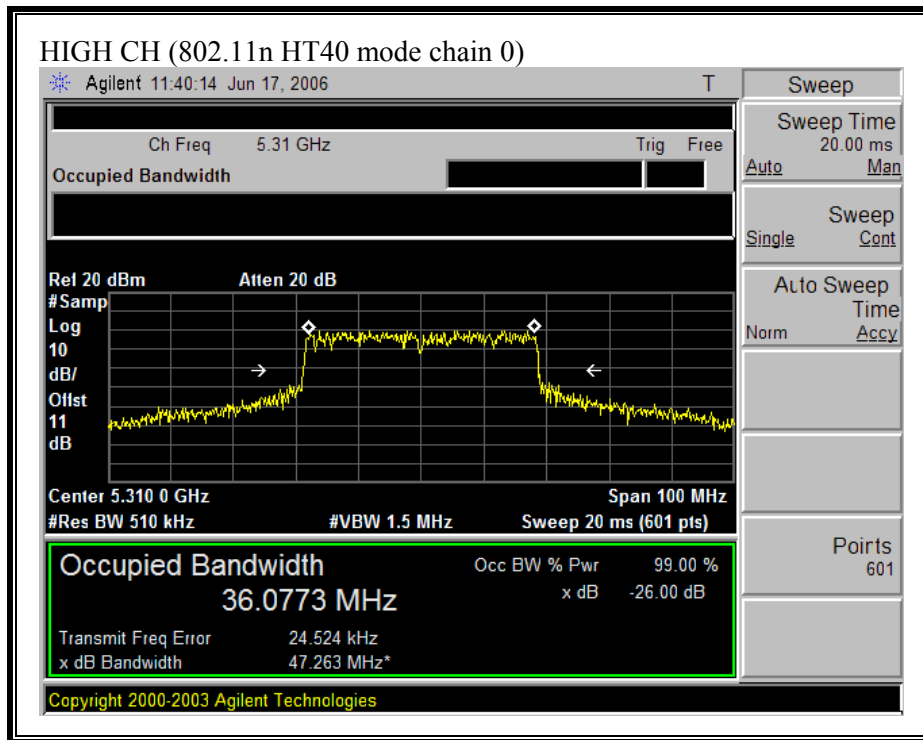 HIGH CH (802.11n HT40 mode chain 0)
Agilent 11:40:14 Jun 17, 2006 T
Sweep
Ch Freq 5.31 GHz Trig Free
Occupied Bandwidth
Sweep Time
20.00 ms
Auto Man
Sweep
Single Cont
Auto Sweep
Time
Norm Accy
Ref 20 dBm Atten 20 dB
#Samp
Log
10
dB/
Offst
11
dB
Center 5.310 0 GHz Span 100 MHz
#Res BW 510 kHz #VBW 1.5 MHz Sweep 20 ms (601 pts)
Points
601
Occupied Bandwidth
36.0773 MHz
Occ BW % Pwr 99.00 %
x dB -26.00 dB
Transmit Freq Error 24.524 kHz
x dB Bandwidth 47.263 MHz*
Copyright 2000-2003 Agilent Technologies